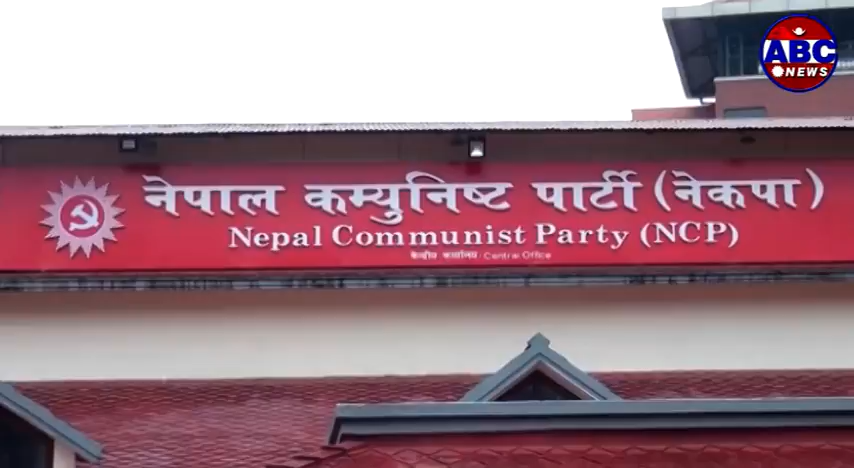 ABC
NEWS
नेपाल कम्युनिष्ट पार्टी (नेकपा)
Nepal Communist Party (NCP)
केन्द्रीय कार्यालय Central Office